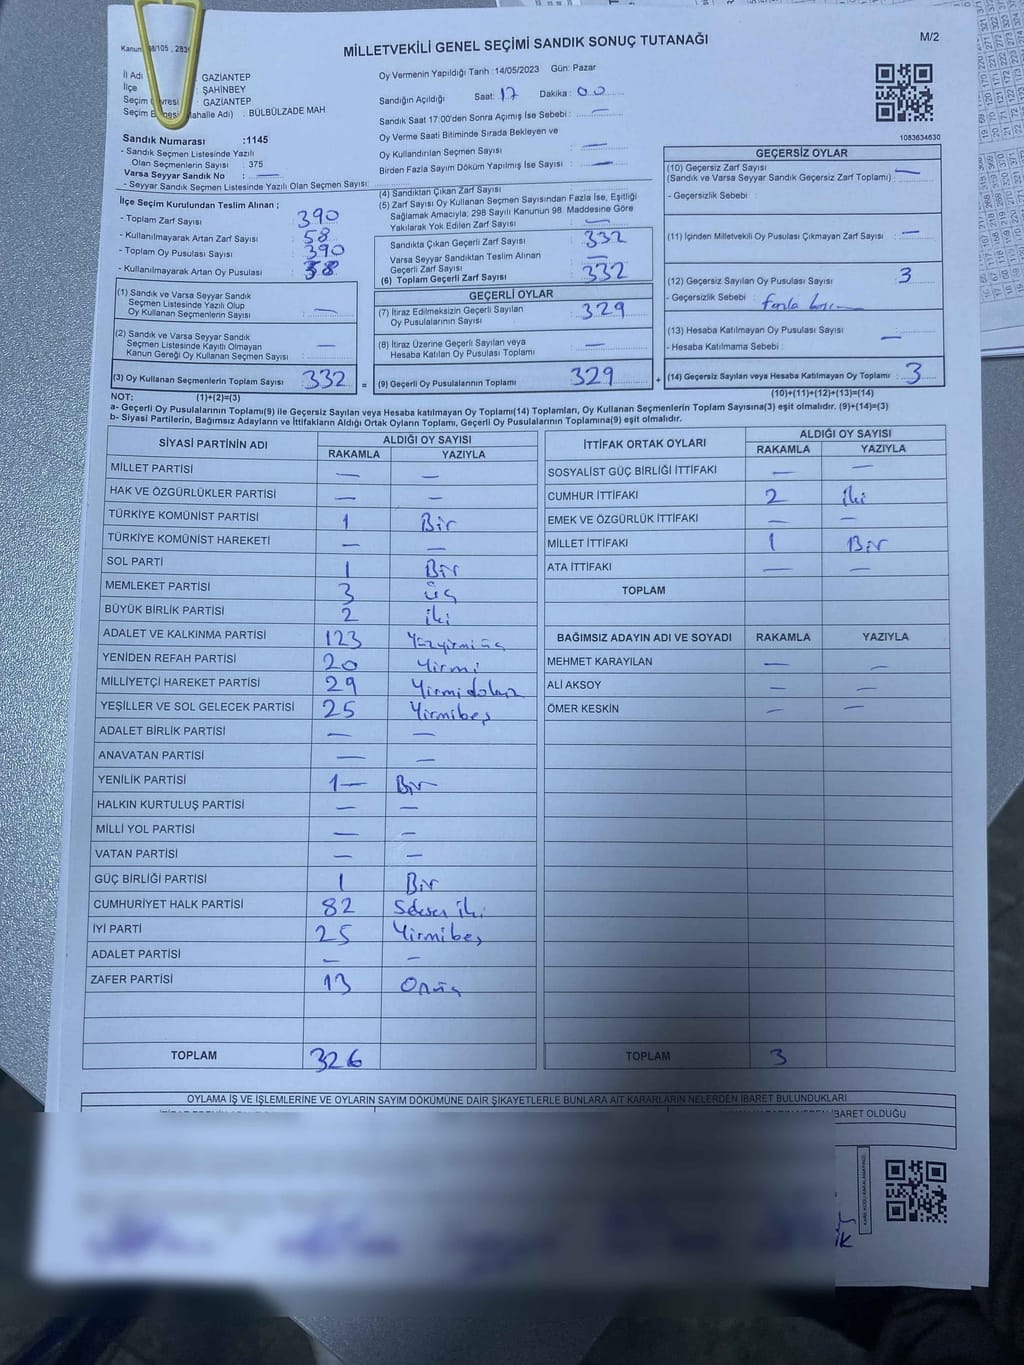 MİLLETVEKİLİ GENEL SEÇİMİ SANDIK SONUÇ TUTANAĞI
M/2
İl Adı GAZİANTEP
İlçe ŞAHİNBEY
GAZİANTEP
: BÜLBÜLZADE MAH.
Sandık Numarası :1145
- Sandık Seçmen Listesinde Yazılı
Olan Seçmenlerin Sayısı : 375
Varsa Seyyar Sandık No : —
- Seyyar Sandık Seçmen Listesinde Yazılı Olan Seçmen Sayısı:
Oy Vermenin Yapıldığı Tarih :14/05/2023 Gün: Pazar
Sandığın Açıldığı Saat: 17 Dakika: 00
Sandık Saat 17:00'den Sonra Açımış İse Sebebi : —
Oy Verme Saati Bitiminde Sırada Bekleyen ve
Oy Kullandırılan Seçmen Sayısı —
Birden Fazla Sayım Döküm Yapılmış İse Sayısı : —
1083634630
İlçe Seçim Kurulundan Teslim Alınan ;
- Toplam Zarf Sayısı : 390
- Kullanılmayarak Artan Zarf Sayısı : 58
- Toplam Oy Pusulası : 390
- Kullanılmayarak Artan Oy Pusulası : 58
(1) Sandık ve Varsa Seyyar Sandık
Seçmen Listesinde Yazılı Olup
Oy Kullanan Seçmenlerin Sayısı : —
(2) Sandık ve Varsa Seyyar Sandık
Seçmen Listesinde Kayıtlı Olmayan
Kanun Gereği Oy Kullanan Seçmen Sayısı : —
(3) Oy Kullanan Seçmenlerin Toplam Sayısı : 332
(4) Sandıktan Çıkan Zarf Sayısı
(5) Zarf Sayısı Oy Kullanan Seçmen Sayısından Fazla İse, Eşitliği
Sağlamak Amacıyla; 298 Sayılı Kanunun 98. Maddesine Göre
Yakılarak Yok Edilen Zarf Sayısı :
Sandıkta Çıkan Geçerli Zarf Sayısı : 332
Varsa Seyyar Sandıktan Teslim Alınan
Geçerli Zarf Sayısı : —
(6) Toplam Geçerli Zarf Sayısı : 332
GEÇERLİ OYLAR
(7) İtiraz Edilmeksizin Geçerli Sayılan
Oy Pusulalarının Sayısı : 329
(8) İtiraz Üzerine Geçerli Sayılan veya
Hesaba Katılan Oy Pusulası Toplamı : —
= (9) Geçerli Oy Pusulalarının Toplamı : 329
GEÇERSİZ OYLAR
(10) Geçersiz Zarf Sayısı
(Sandık ve Varsa Seyyar Sandık Geçersiz Zarf Toplamı) : —
- Geçersizlik Sebebi :
(11) İçinden Milletvekili Oy Pusulası Çıkmayan Zarf Sayısı : —
(12) Geçersiz Sayılan Oy Pusulası Sayısı : 3
- Geçersizlik Sebebi : fazla
(13) Hesaba Katılmayan Oy Pusulası Sayısı
- Hesaba Katılmama Sebebi : —
+ (14) Geçersiz Sayılan veya Hesaba Katılmayan Oy Toplamı : 3
NOT: (1)+(2)=(3)
(10)+(11)+(12)+(13)=(14)
a- Geçerli Oy Pusulalarının Toplamı(9) ile Geçersiz Sayılan veya Hesaba katılmayan Oy Toplamı(14) Toplamları, Oy Kullanan Seçmenlerin Toplam Sayısına(3) eşit olmalıdır. (9)+(14)=(3)
b- Siyasi Partilerin, Bağımsız Adayların ve İttifakların Aldığı Ortak Oyların Toplamı, Geçerli Oy Pusulalarının Toplamına(9) eşit olmalıdır.
SİYASİ PARTİNİN ADI ALDIĞI OY SAYISI
RAKAMLA YAZIYLA
MİLLET PARTİSİ — —
HAK VE ÖZGÜRLÜKLER PARTİSİ — —
TÜRKİYE KOMÜNİST PARTİSİ 1 Bir
TÜRKİYE KOMÜNİST HAREKETİ — —
SOL PARTİ 1 Bir
MEMLEKET PARTİSİ 3 üç
BÜYÜK BİRLİK PARTİSİ 2 iki
ADALET VE KALKINMA PARTİSİ 123 Yüzyirmiüç
YENİDEN REFAH PARTİSİ 20 Yirmi
MİLLİYETÇİ HAREKET PARTİSİ 29 Yirmidokuz
YEŞİLLER VE SOL GELECEK PARTİSİ 25 Yirmibeş
ADALET BİRLİK PARTİSİ — —
ANAVATAN PARTİSİ — —
YENİLİK PARTİSİ 1— Bir
HALKIN KURTULUŞ PARTİSİ — —
MİLLİ YOL PARTİSİ — —
VATAN PARTİSİ — —
GÜÇ BİRLİĞİ PARTİSİ 1 Bir
CUMHURİYET HALK PARTİSİ 82 Seksen iki
İYİ PARTİ 25 Yirmibeş
ADALET PARTİSİ — —
ZAFER PARTİSİ 13 Onüç
TOPLAM 326
İTTİFAK ORTAK OYLARI ALDIĞI OY SAYISI
RAKAMLA YAZIYLA
SOSYALİST GÜÇ BİRLİĞİ İTTİFAKI — —
CUMHUR İTTİFAKI 2 iki
EMEK VE ÖZGÜRLÜK İTTİFAKI — —
MİLLET İTTİFAKI 1 Bir
ATA İTTİFAKI — —
TOPLAM
BAĞIMSIZ ADAYIN ADI VE SOYADI RAKAMLA YAZIYLA
MEHMET KARAYILAN — —
ALİ AKSOY — —
ÖMER KESKİN — —
TOPLAM 3
OYLAMA İŞ VE İŞLEMLERİNE VE OYLARIN SAYIM DÖKÜMÜNE DAİR ŞİKAYETLERLE BUNLARA AİT KARARLARIN NELERDEN İBARET BULUNDUKLARI
İBARET OLDUĞU